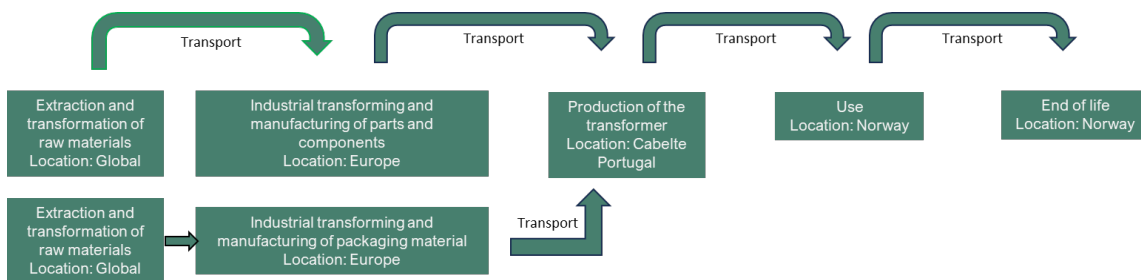 Transport
Transport
Transport
Transport
Extraction and
transformation of
raw materials
Location: Global
Industrial transforming and
manufacturing of parts and
components
Location: Europe
Production of the
transformer
Location: Cabelte
Portugal
Use
Location: Norway
End of life
Location: Norway
Extraction and
transformation of
raw materials
Location: Global
Industrial transforming and
manufacturing of packaging material
Location: Europe
Transport